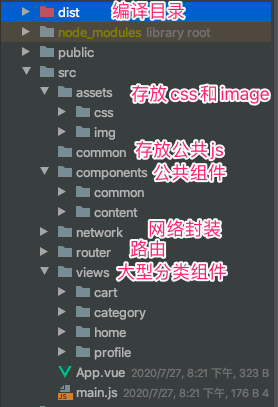 dist 编译目录
node_modules library root
public
src
assets 存放css和image
css
img
common 存放公共js
components 公共组件
common
content
network 网络封装
router 路由
views 大型分类组件
cart
category
home
profile
App.vue 2020/7/27, 8:21 下午, 323 B
main.js 2020/7/27, 8:21 下午, 176 B 4